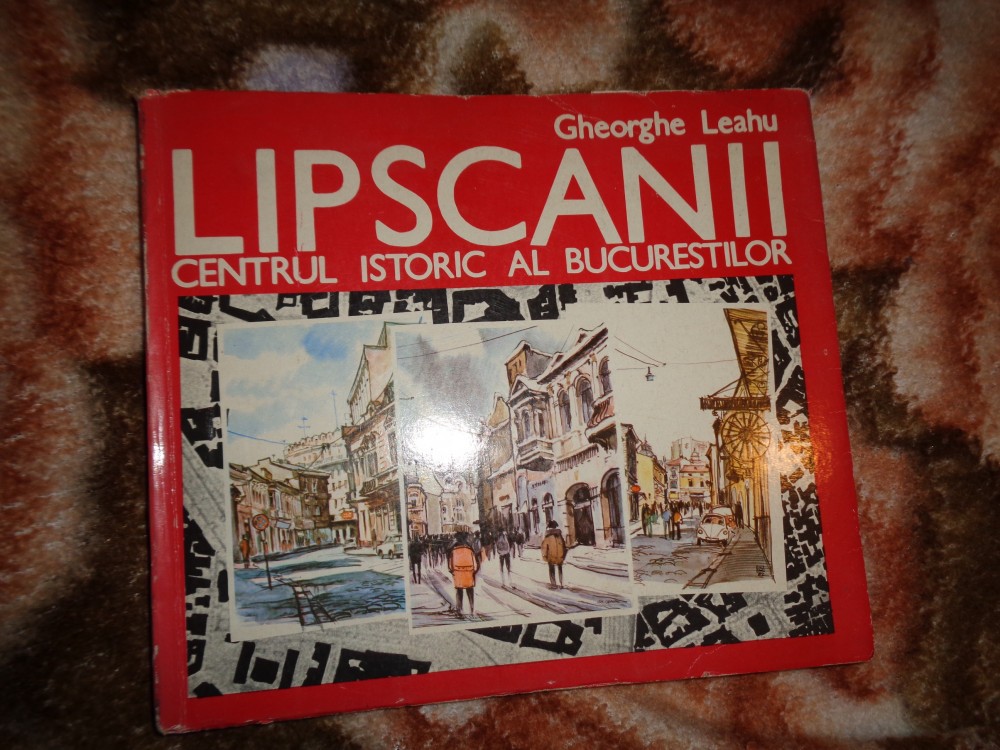 Gheorghe Leahu
LIPSCANII
CENTRUL ISTORIC AL BUCURESTILOR